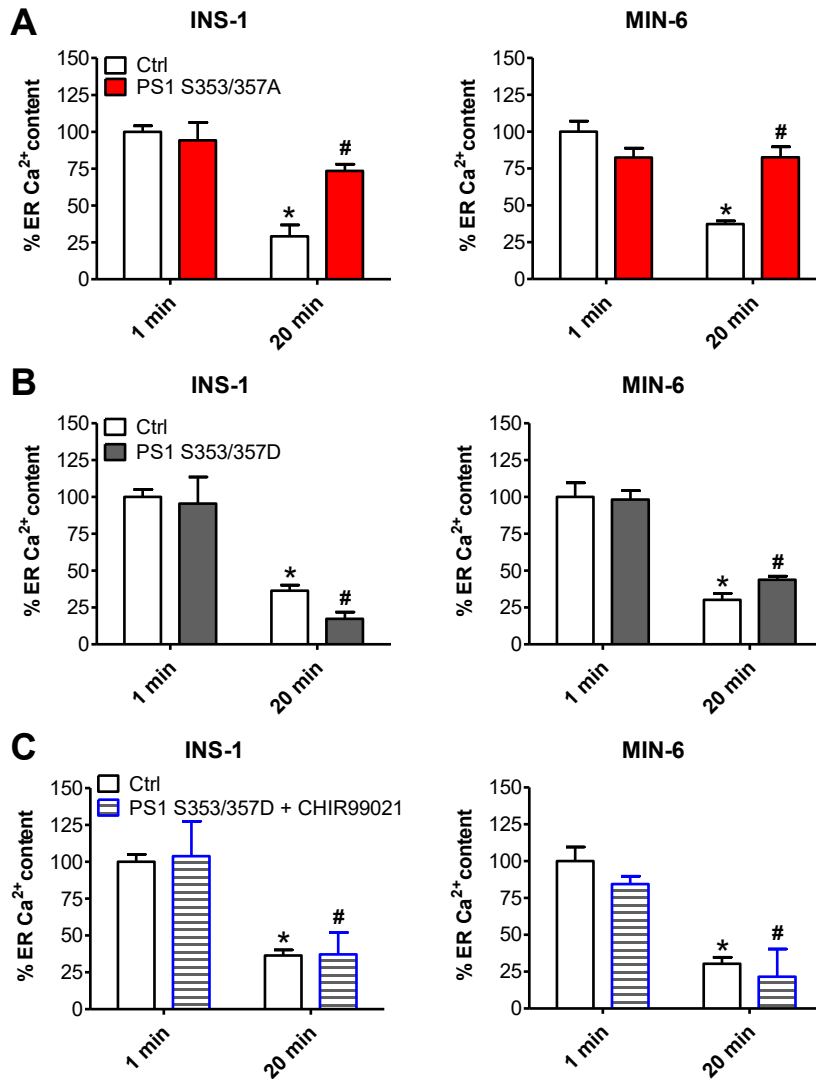 A
INS-1
MIN-6
% ER Ca²⁺content
150
125
100
75
50
25
0
Ctrl
PS1 S353/357A
*
#
1 min
20 min
% ER Ca²⁺content
150
125
100
75
50
25
0
*
#
1 min
20 min
B
INS-1
MIN-6
% ER Ca²⁺content
150
125
100
75
50
25
0
Ctrl
PS1 S353/357D
*
#
1 min
20 min
% ER Ca²⁺content
150
125
100
75
50
25
0
*
#
1 min
20 min
C
INS-1
MIN-6
% ER Ca²⁺content
150
125
100
75
50
25
0
Ctrl
PS1 S353/357D + CHIR99021
*
#
1 min
20 min
% ER Ca²⁺content
150
125
100
75
50
25
0
*
#
1 min
20 min